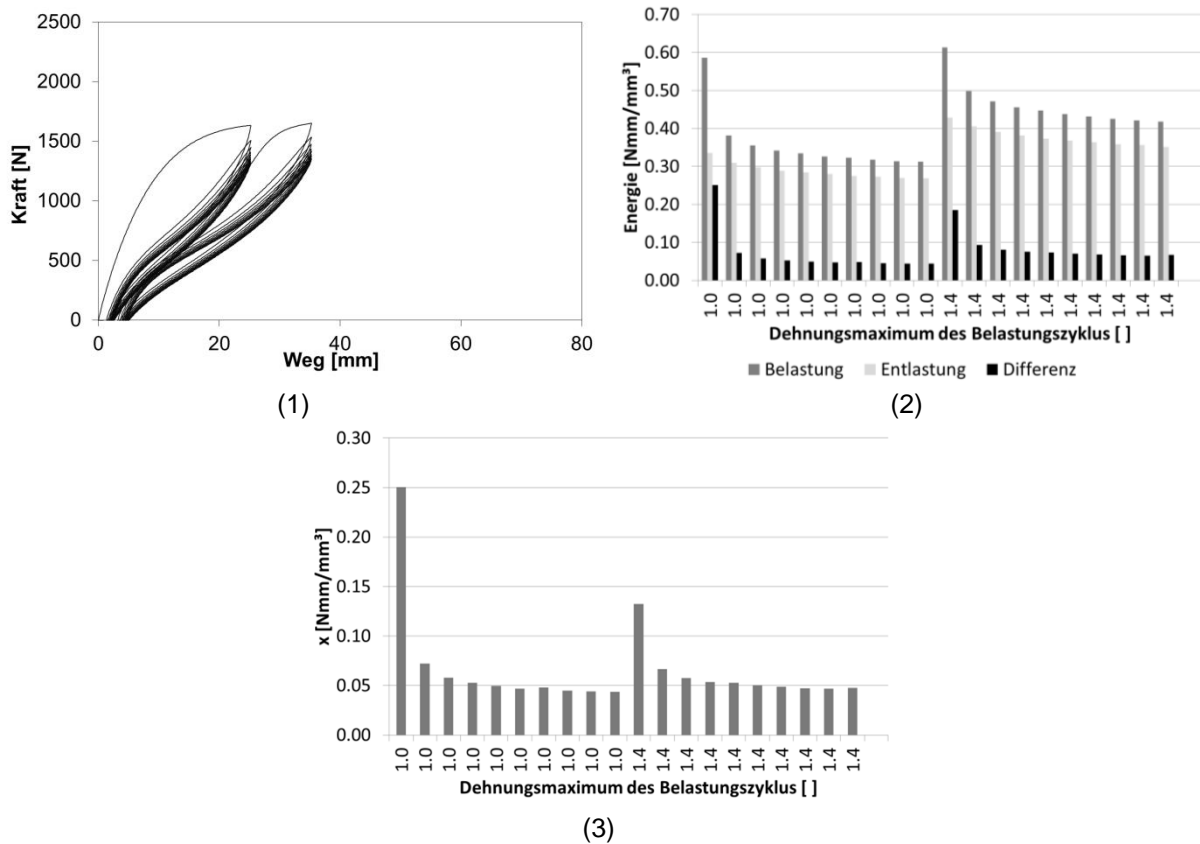 2500
2000
1500
1000
500
0
Kraft [N]
0 20 40 60 80
Weg [mm]
(1)
0.70
0.60
0.50
0.40
0.30
0.20
0.10
0.00
Energie [Nmm/mm³]
1.0 1.0 1.0 1.0 1.0 1.0 1.0 1.0 1.0 1.0 1.4 1.4 1.4 1.4 1.4 1.4 1.4 1.4 1.4 1.4
Dehnungsmaximum des Belastungszyklus [ ]
Belastung Entlastung Differenz
(2)
0.30
0.25
0.20
0.15
0.10
0.05
0.00
x [Nmm/mm³]
1.0 1.0 1.0 1.0 1.0 1.0 1.0 1.0 1.0 1.0 1.4 1.4 1.4 1.4 1.4 1.4 1.4 1.4 1.4 1.4
Dehnungsmaximum des Belastungszyklus [ ]
(3)